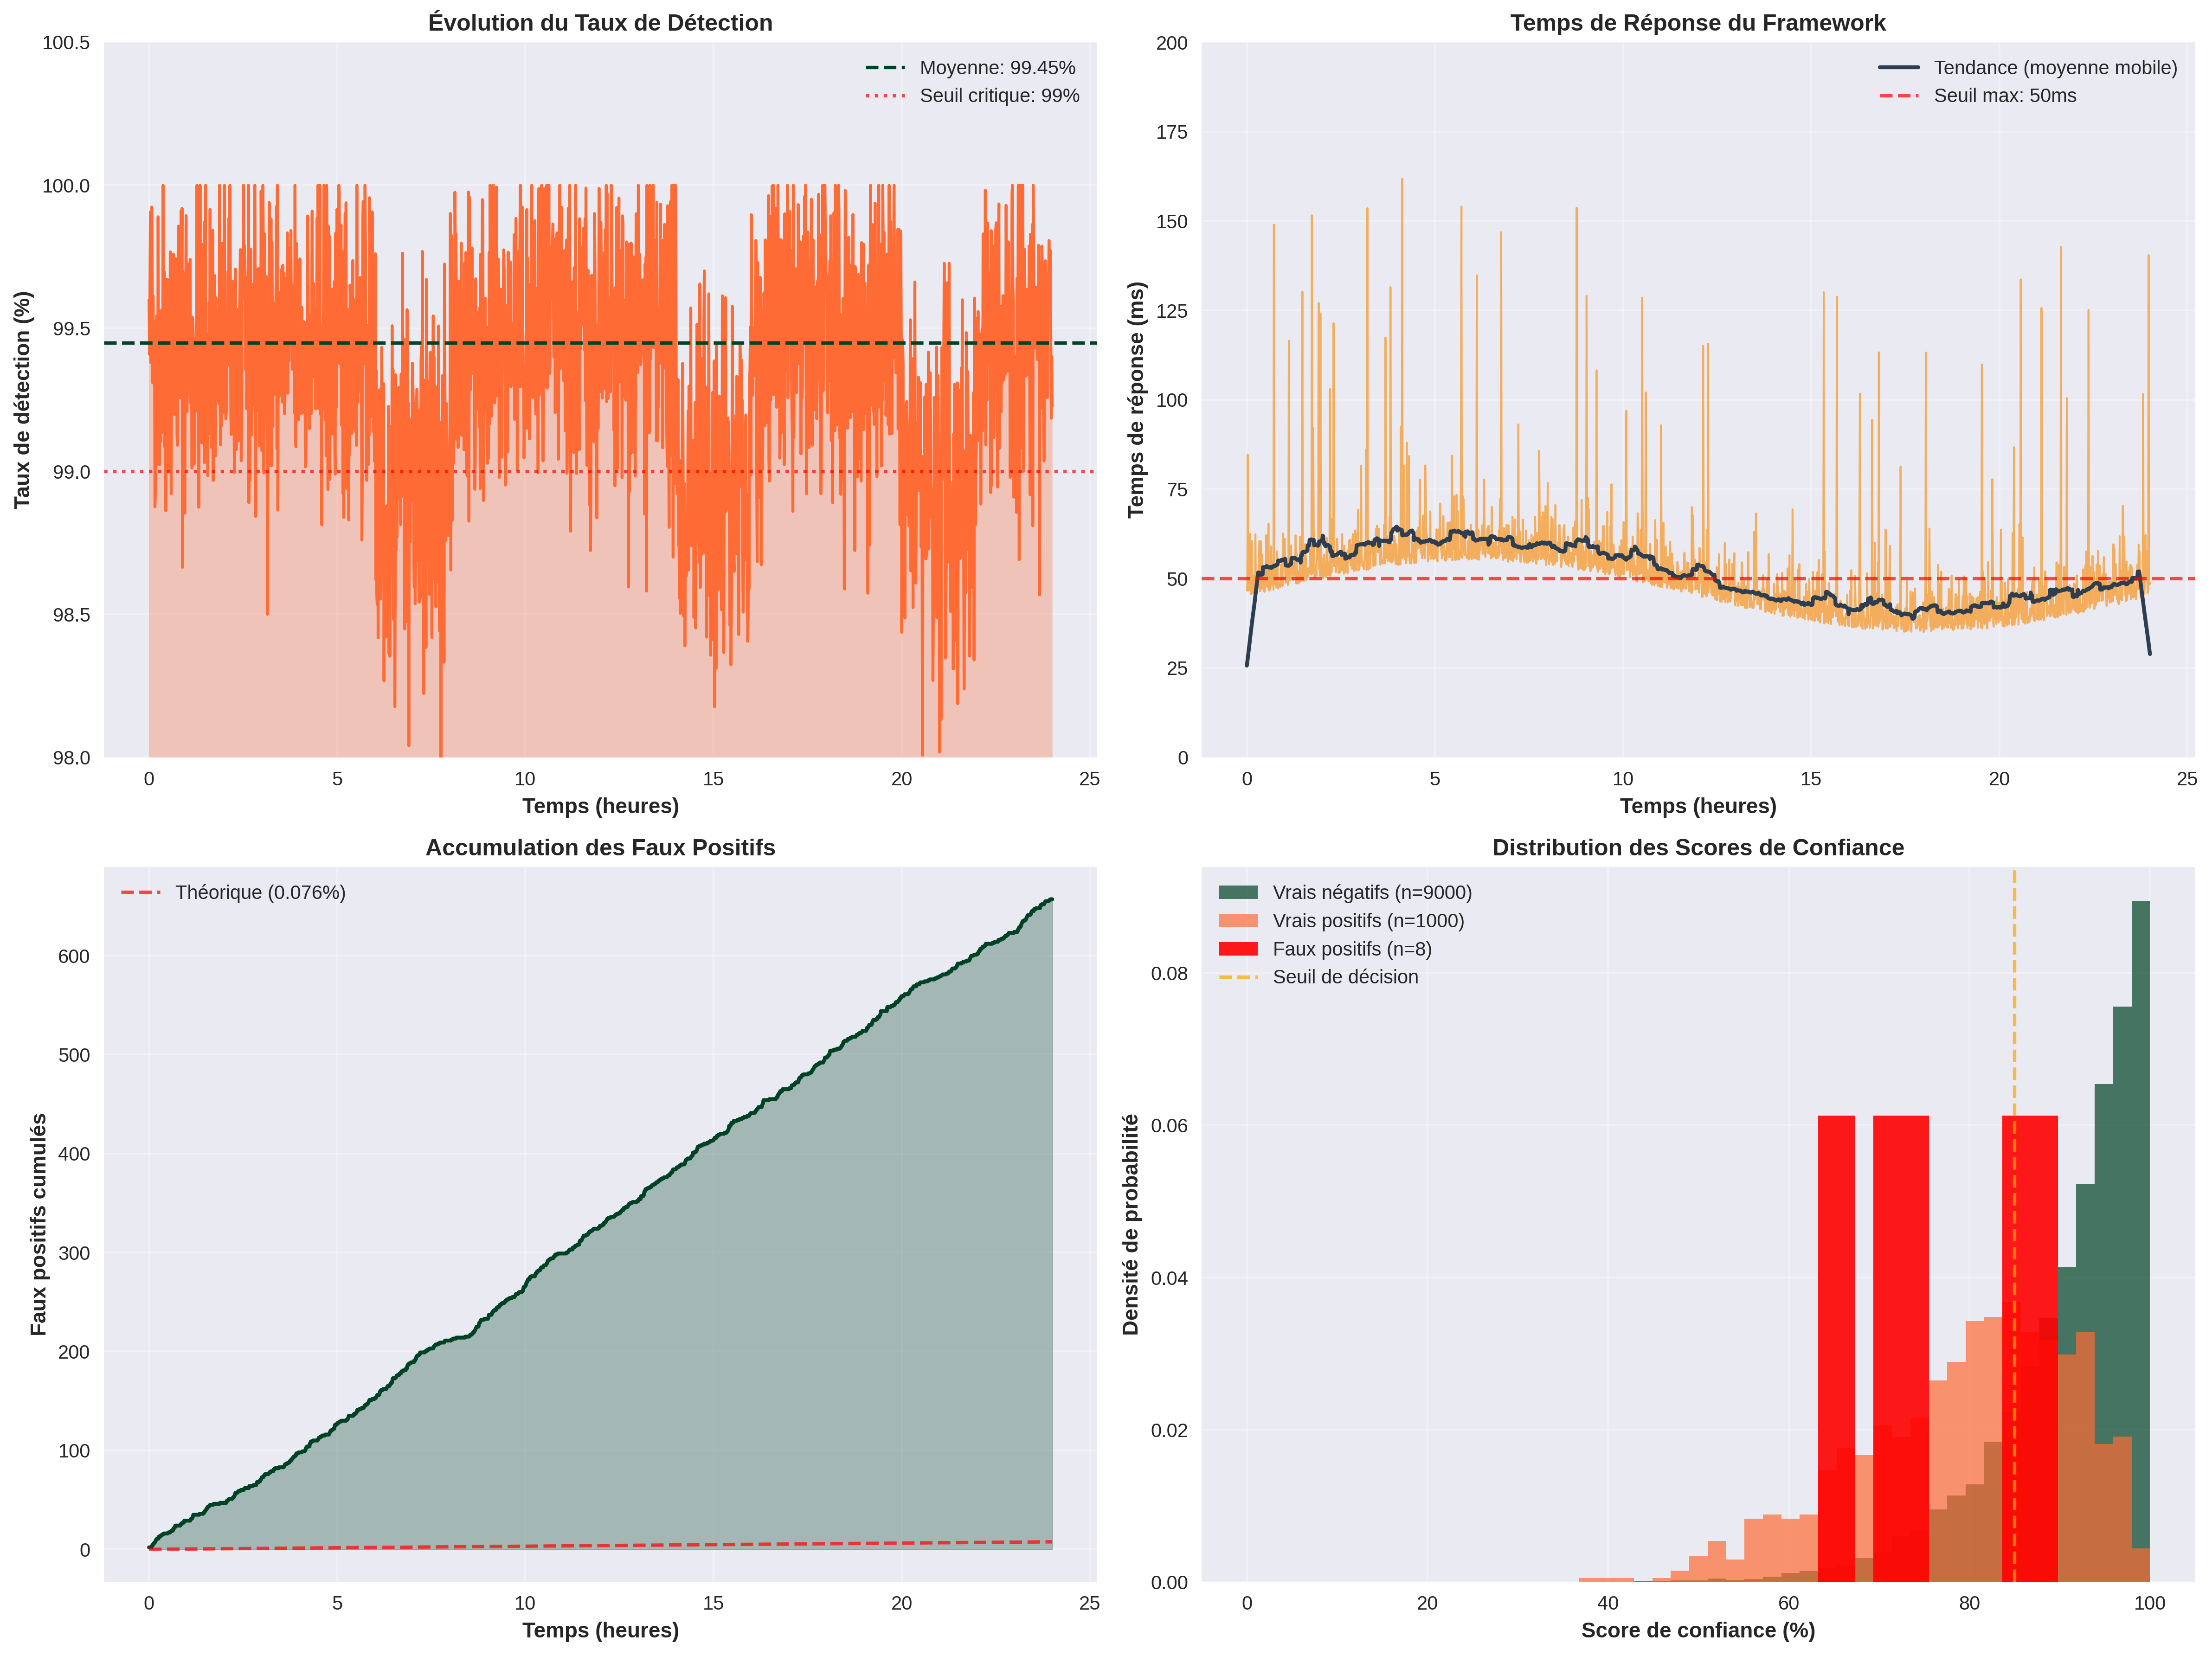 Évolution du Taux de Détection
100.5
100.0
99.5
99.0
98.5
98.0
Taux de détection (%)
Moyenne: 99.45%
Seuil critique: 99%
0 5 10 15 20 25
Temps (heures)
Temps de Réponse du Framework
200
175
150
125
100
75
50
25
0
Temps de réponse (ms)
Tendance (moyenne mobile)
Seuil max: 50ms
0 5 10 15 20 25
Temps (heures)
Accumulation des Faux Positifs
600
500
400
300
200
100
0
Faux positifs cumulés
Théorique (0.076%)
0 5 10 15 20 25
Temps (heures)
Distribution des Scores de Confiance
0.08
0.06
0.04
0.02
0.00
Densité de probabilité
Vrais négatifs (n=9000)
Vrais positifs (n=1000)
Faux positifs (n=8)
Seuil de décision
0 20 40 60 80 100
Score de confiance (%)